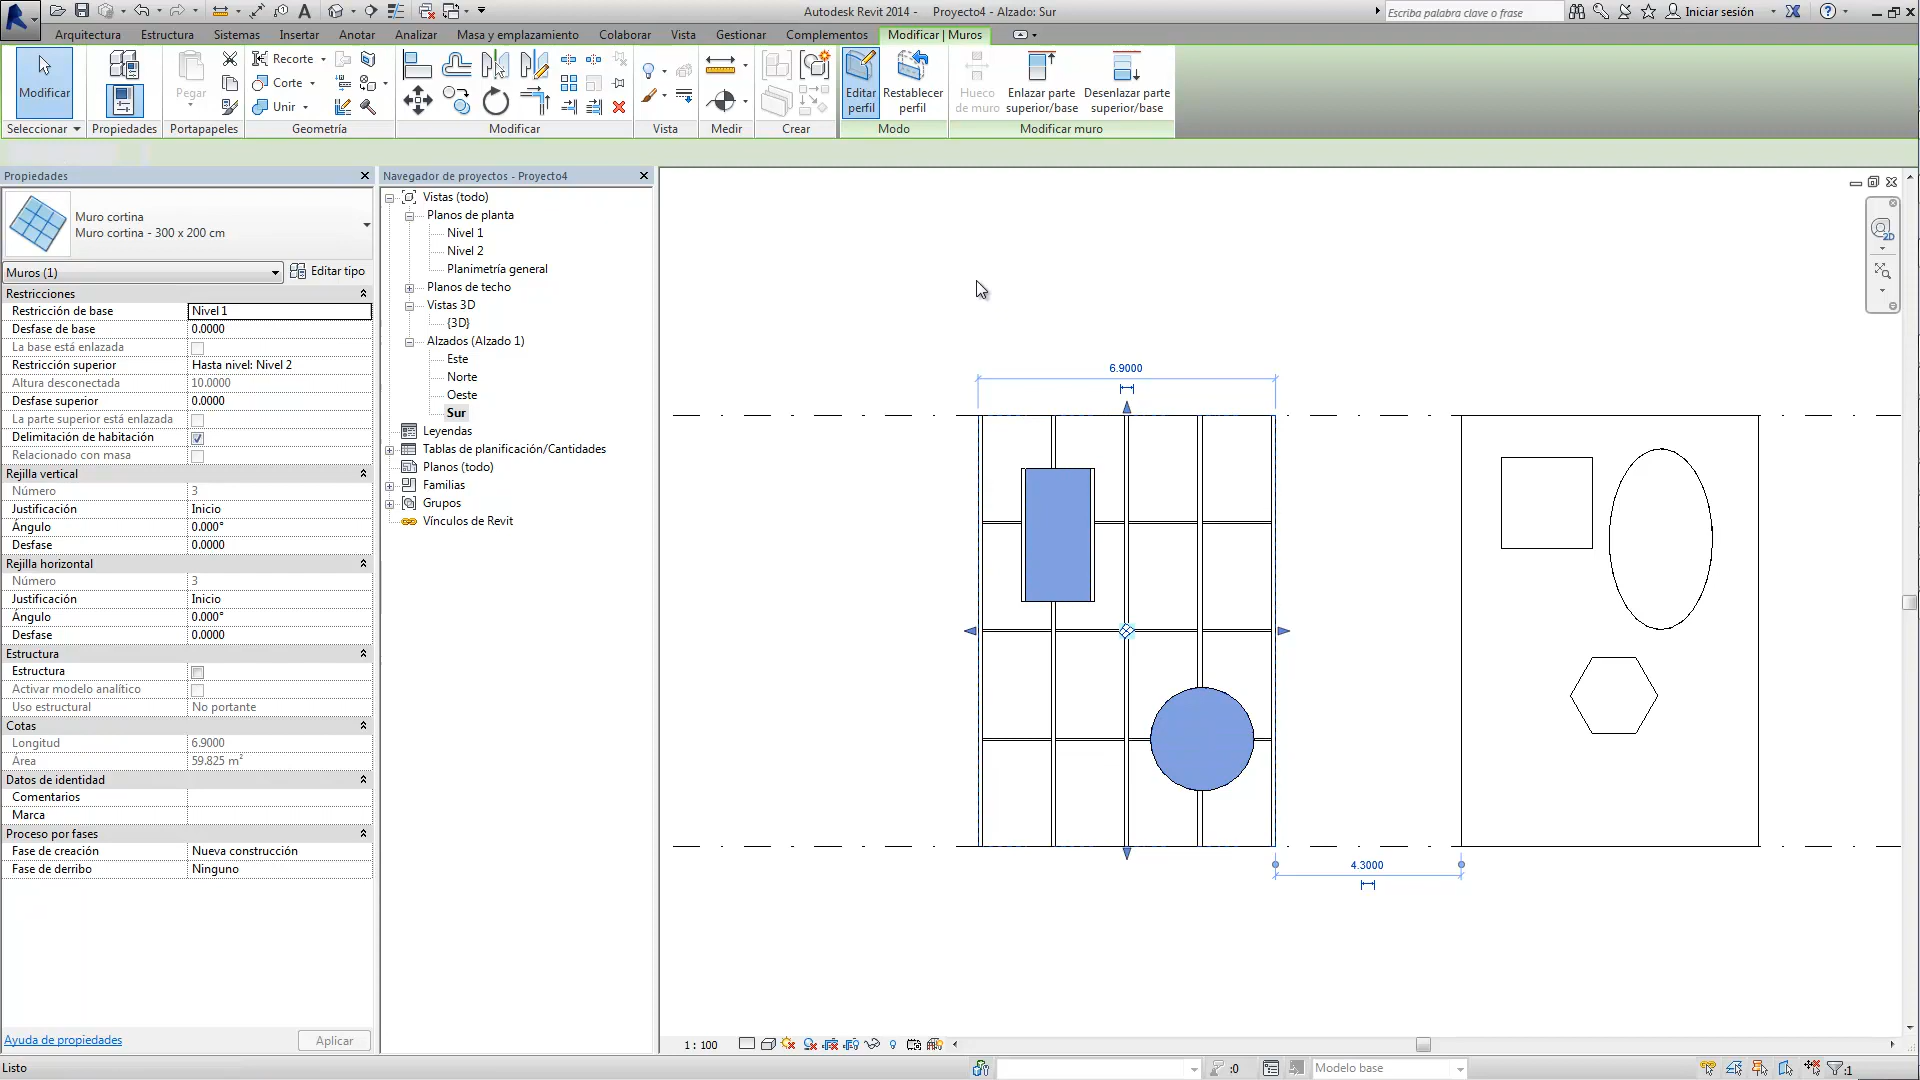 Autodesk Revit 2014 - Proyecto4 - Alzado: Sur
Escriba palabra clave o frase
Iniciar sesión
Arquitectura Estructura Sistemas Insertar Anotar Analizar Masa y emplazamiento Colaborar Vista Gestionar Complementos Modificar | Muros
Modificar
Pegar
Recorte
Corte
Unir
Editar perfil
Restablecer perfil
Hueco de muro
Enlazar parte superior/base
Desenlazar parte superior/base
Seleccionar Propiedades Portapapeles Geometría Modificar Vista Medir Crear Modo Modificar muro
Propiedades
Muro cortina
Muro cortina - 300 x 200 cm
Muros (1)
Editar tipo
Restricciones
Restricción de base Nivel 1
Desfase de base 0.0000
La base está enlazada
Restricción superior Hasta nivel: Nivel 2
Altura desconectada 10.0000
Desfase superior 0.0000
La parte superior está enlazada
Delimitación de habitación
Relacionado con masa
Rejilla vertical
Número 3
Justificación Inicio
Ángulo 0.000°
Desfase 0.0000
Rejilla horizontal
Número 3
Justificación Inicio
Ángulo 0.000°
Desfase 0.0000
Estructura
Estructura
Activar modelo analítico
Uso estructural No portante
Cotas
Longitud 6.9000
Área 59.825 m²
Datos de identidad
Comentarios
Marca
Proceso por fases
Fase de creación Nueva construcción
Fase de derribo Ninguno
Ayuda de propiedades
Aplicar
Listo
Navegador de proyectos - Proyecto4
Vistas (todo)
Planos de planta
Nivel 1
Nivel 2
Planimetría general
Planos de techo
Vistas 3D
{3D}
Alzados (Alzado 1)
Este
Norte
Oeste
Sur
Leyendas
Tablas de planificación/Cantidades
Planos (todo)
Familias
Grupos
Vínculos de Revit
2D
6.9000
4.3000
1 : 100
:0
Modelo base
:1